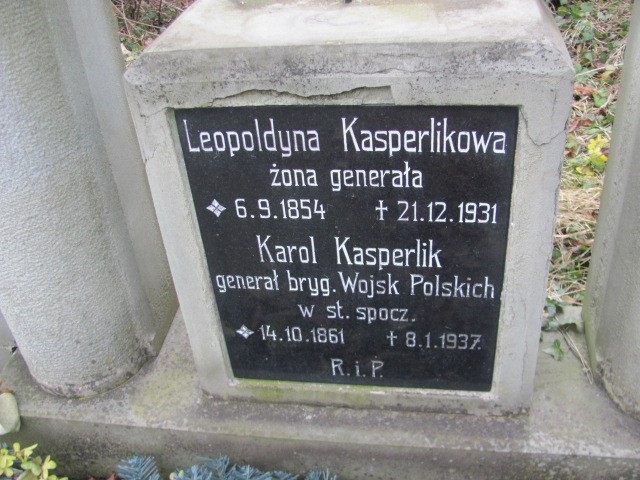 Leopoldyna Kasperlikowa
żona generała
6.9.1854 † 21.12.1931
Karol Kasperlik
generał bryg. Wojsk Polskich
w st. spocz.
14.10.1861 † 8.1.1937.
R.i.P.